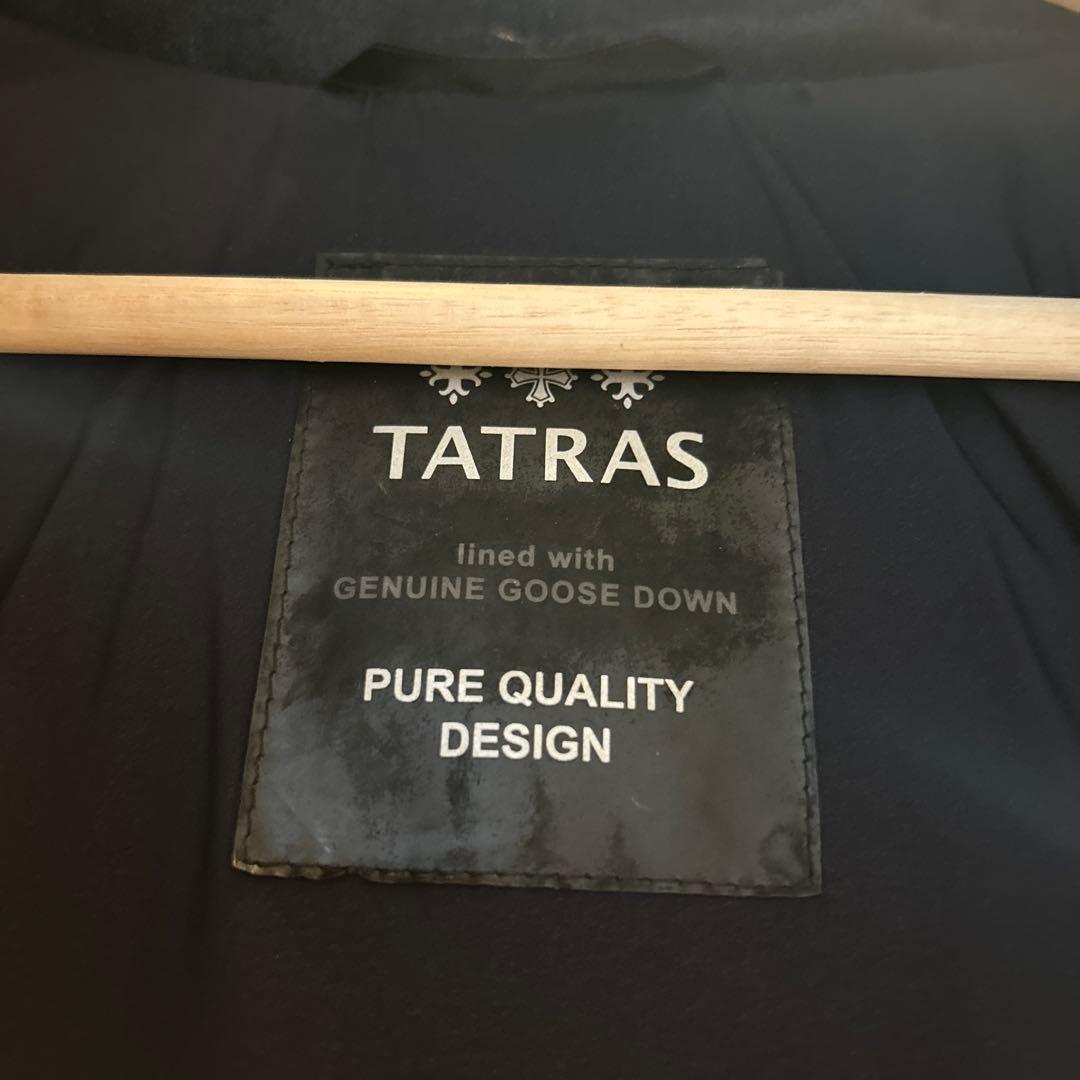 TATRAS
lined with
GENUINE GOOSE DOWN
PURE QUALITY
DESIGN